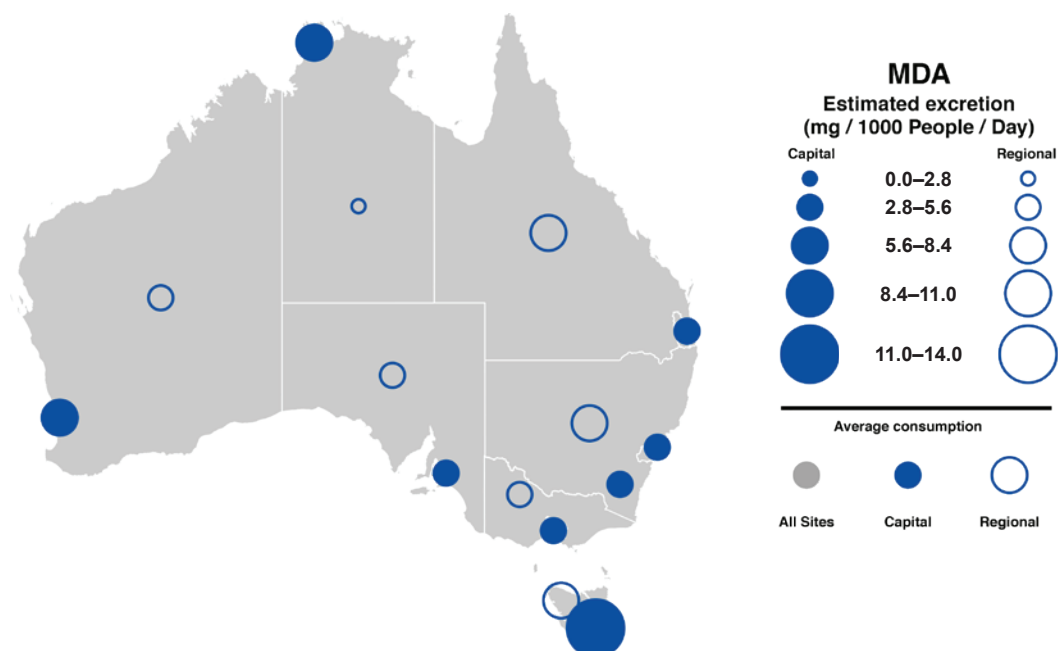 MDA
Estimated excretion
(mg / 1000 People / Day)
Capital Regional
0.0–2.8
2.8–5.6
5.6–8.4
8.4–11.0
11.0–14.0
Average consumption
All Sites Capital Regional